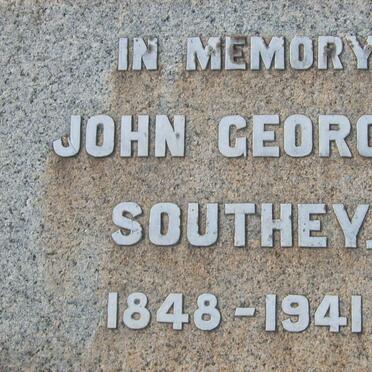 IN MEMORY
JOHN GEORG
SOUTHEY.
1848-1941